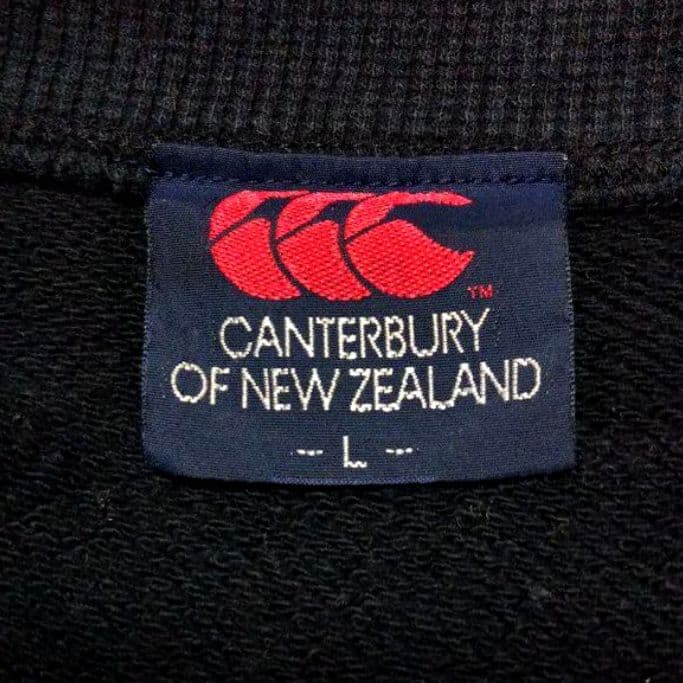 TM
CANTERBURY
OF NEW ZEALAND
-- L --